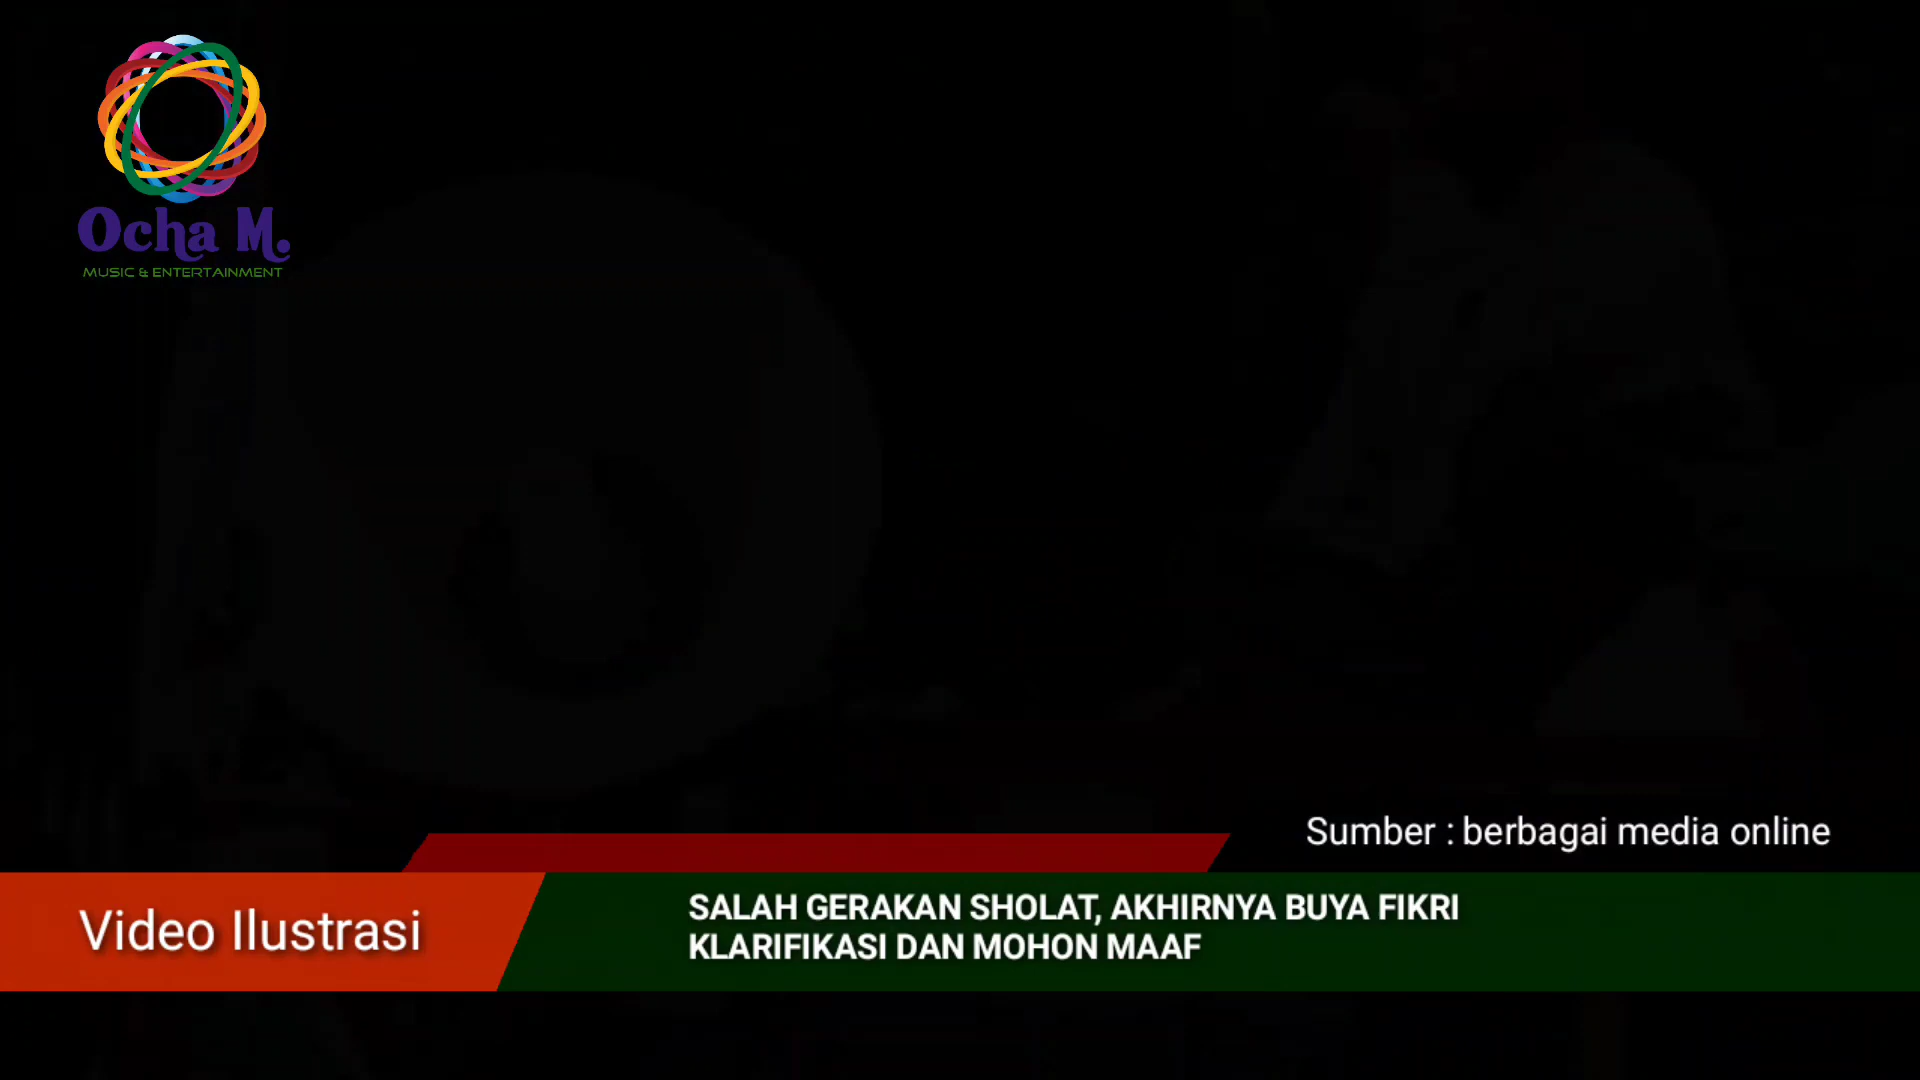 Ocha M.
MUSIC & ENTERTAINMENT
Sumber : berbagai media online
Video Ilustrasi
SALAH GERAKAN SHOLAT, AKHIRNYA BUYA FIKRI
KLARIFIKASI DAN MOHON MAAF